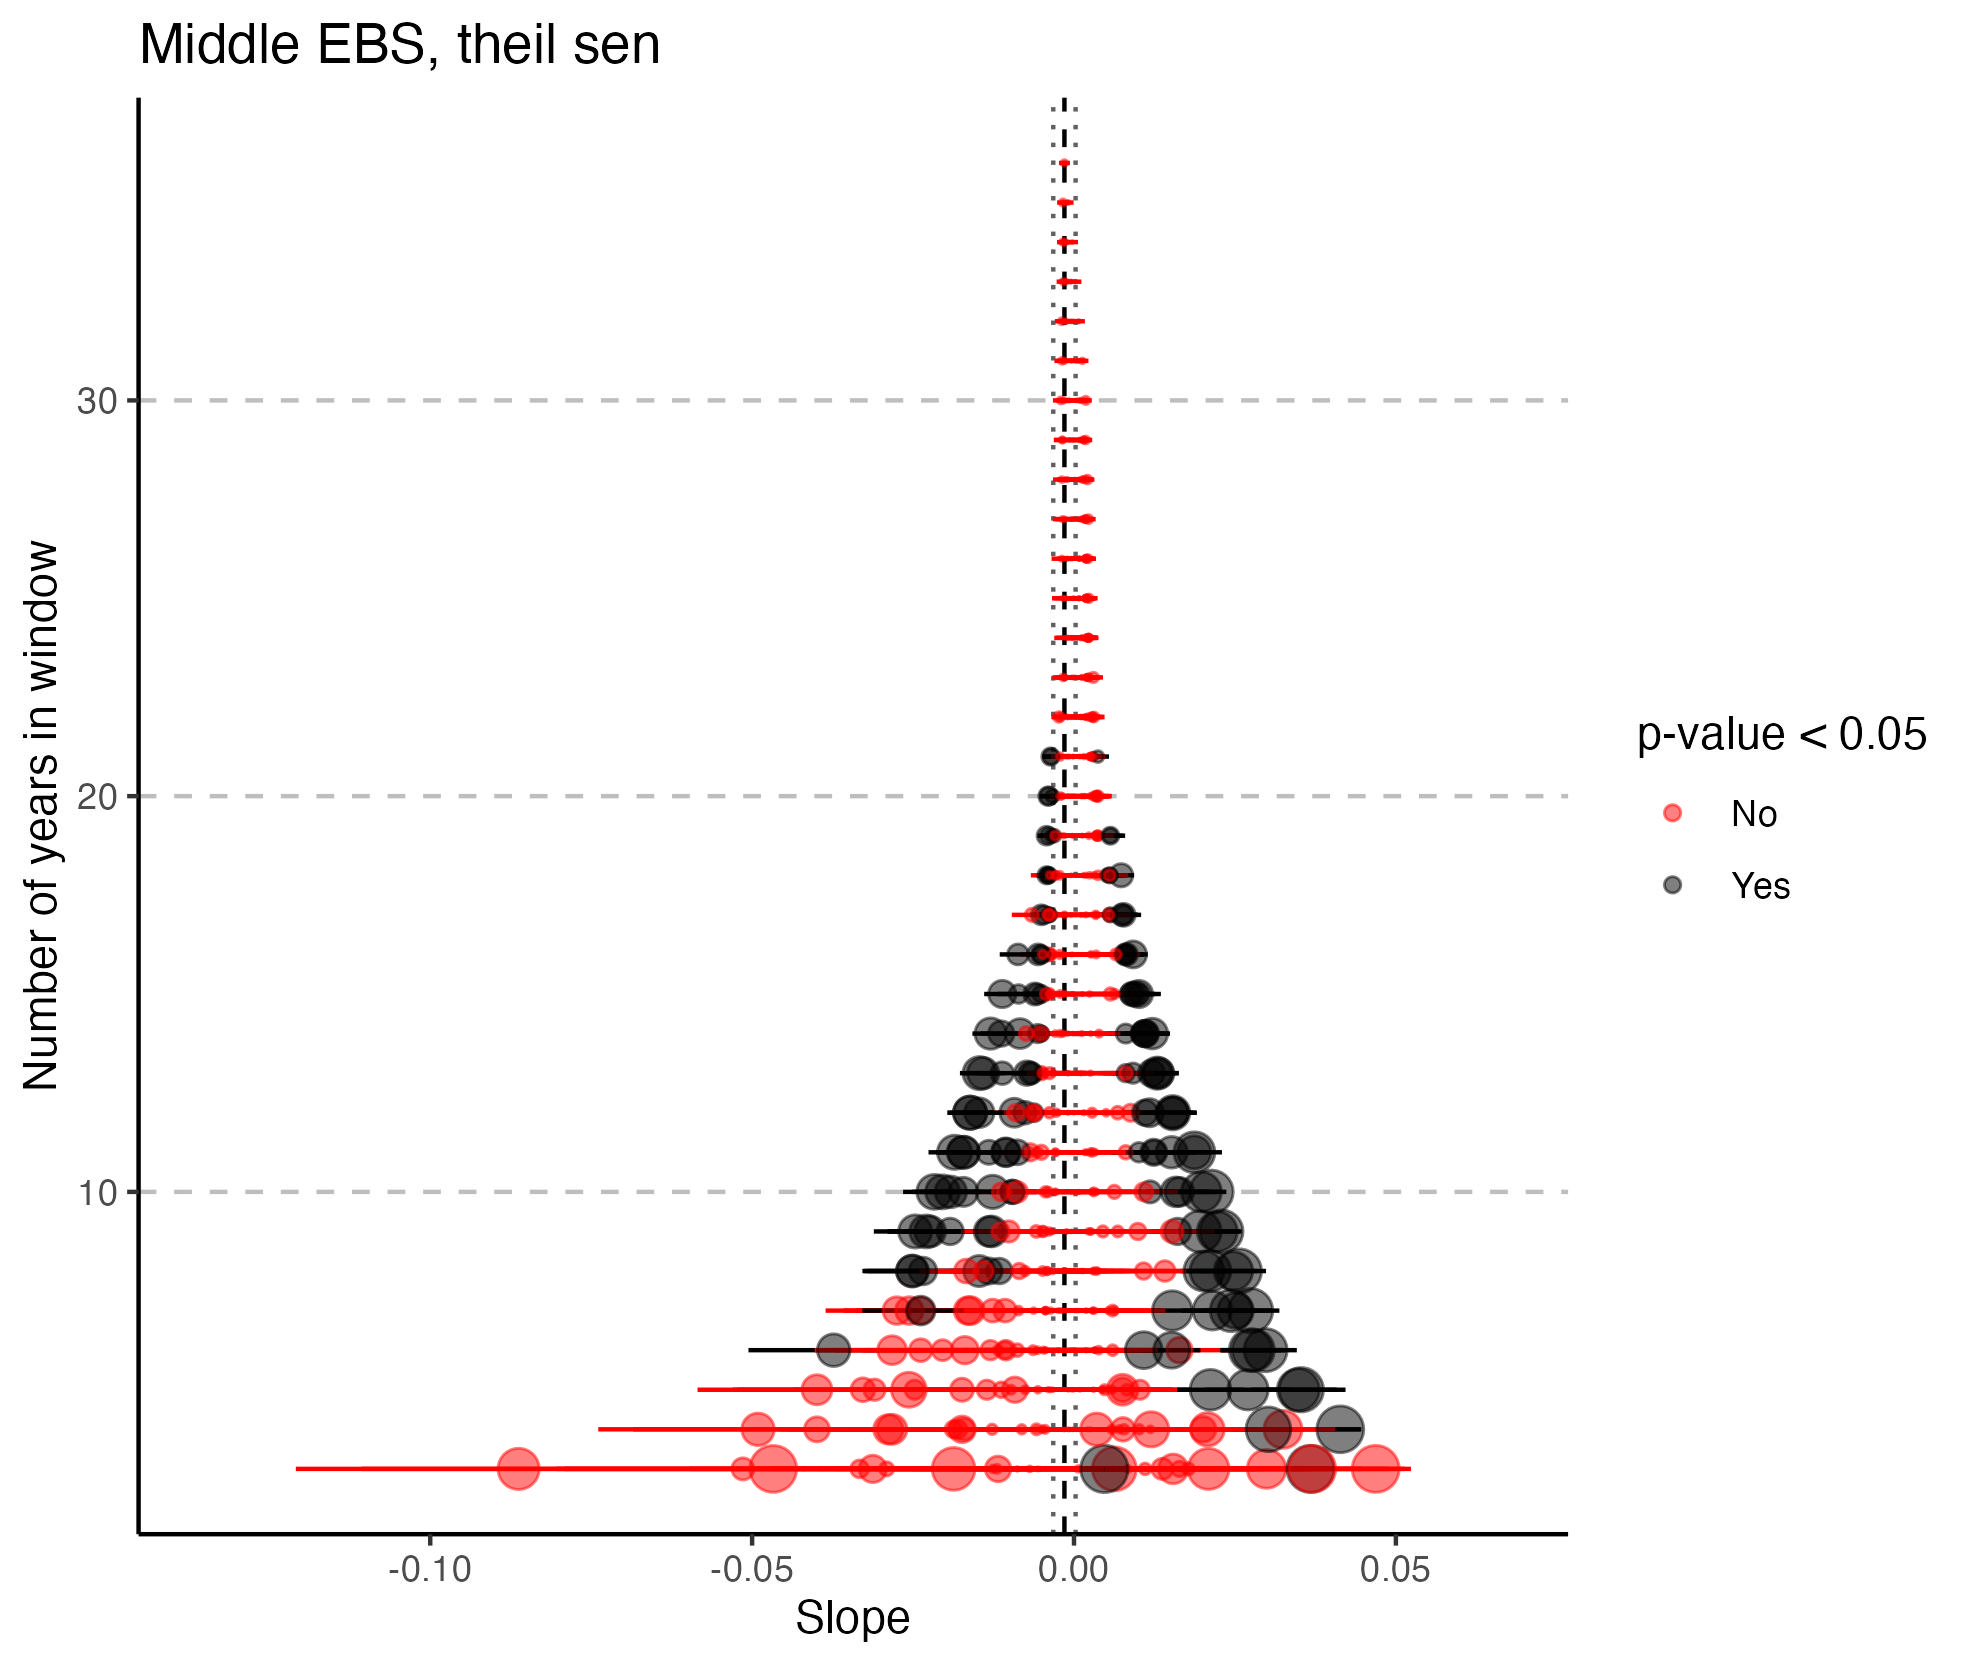 Middle EBS, theil sen
Number of years in window
30
20
10
-0.10
-0.05
0.00
0.05
Slope
p-value < 0.05
No
Yes